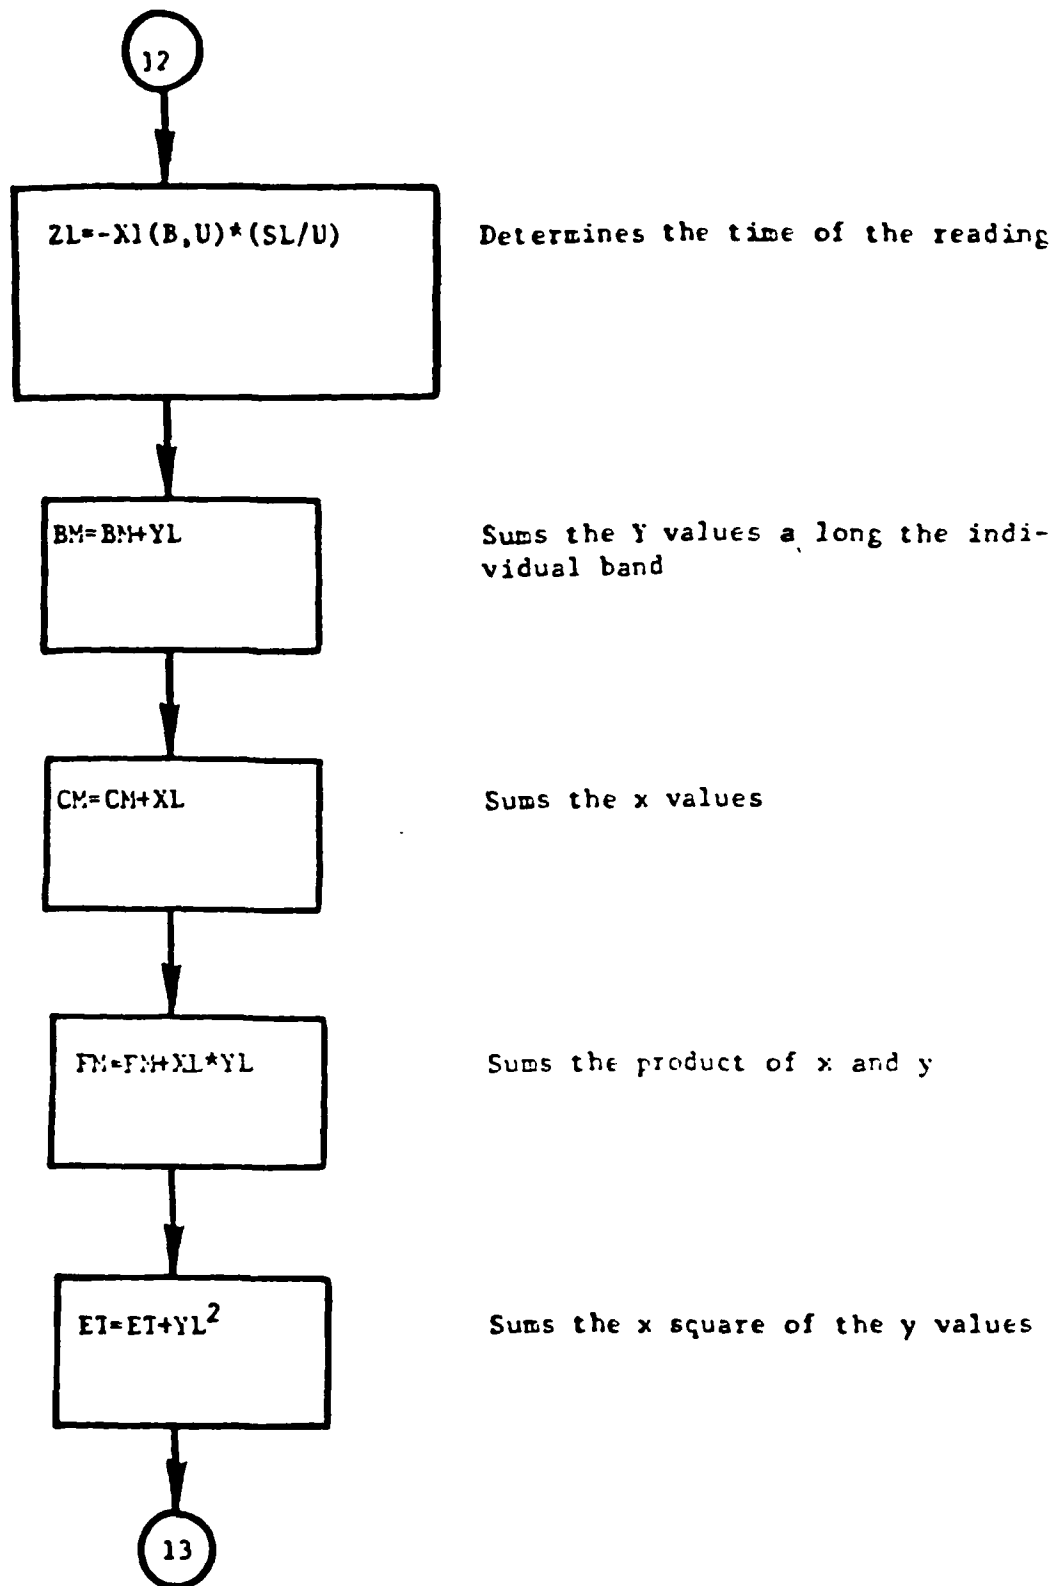 12
ZL=-X1(B,U)*(SL/U)
Determines the time of the reading
BM=BM+YL
Sums the Y values a long the indi-
vidual band
CM=CM+XL
Sums the x values
FM=FM+XL*YL
Sums the product of x and y
ET=ET+YL²
Sums the x square of the y values
13